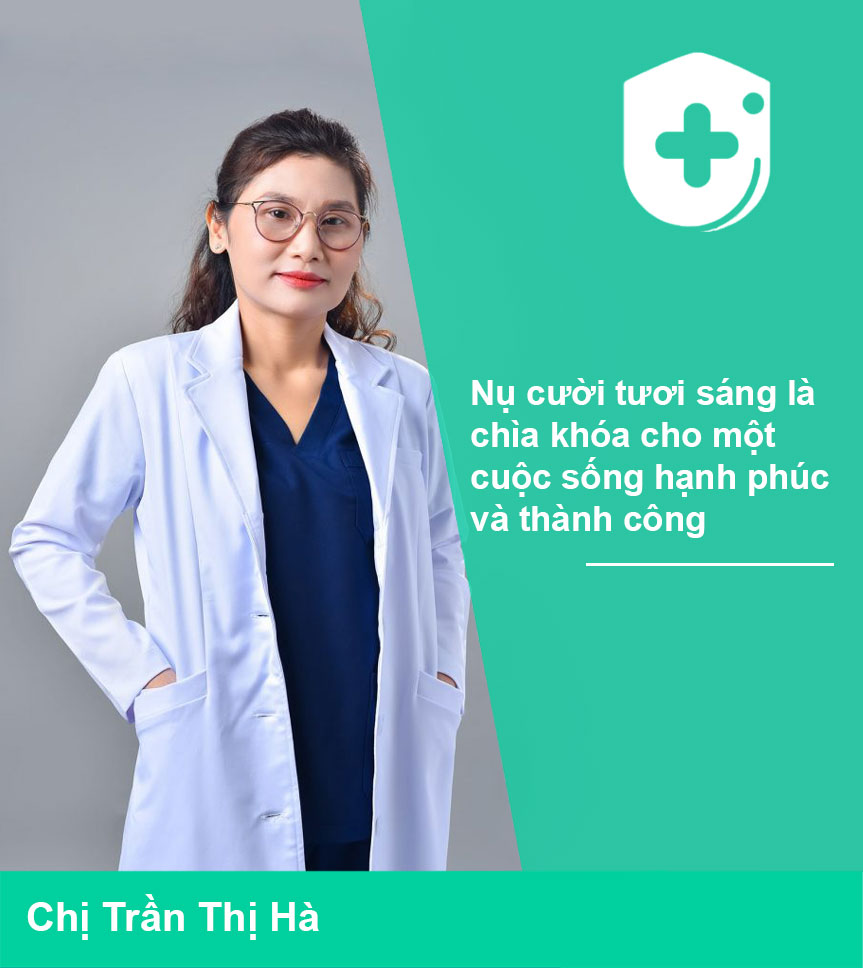 Nụ cười tươi sáng là
chìa khóa cho một
cuộc sống hạnh phúc
và thành công
Chị Trần Thị Hà